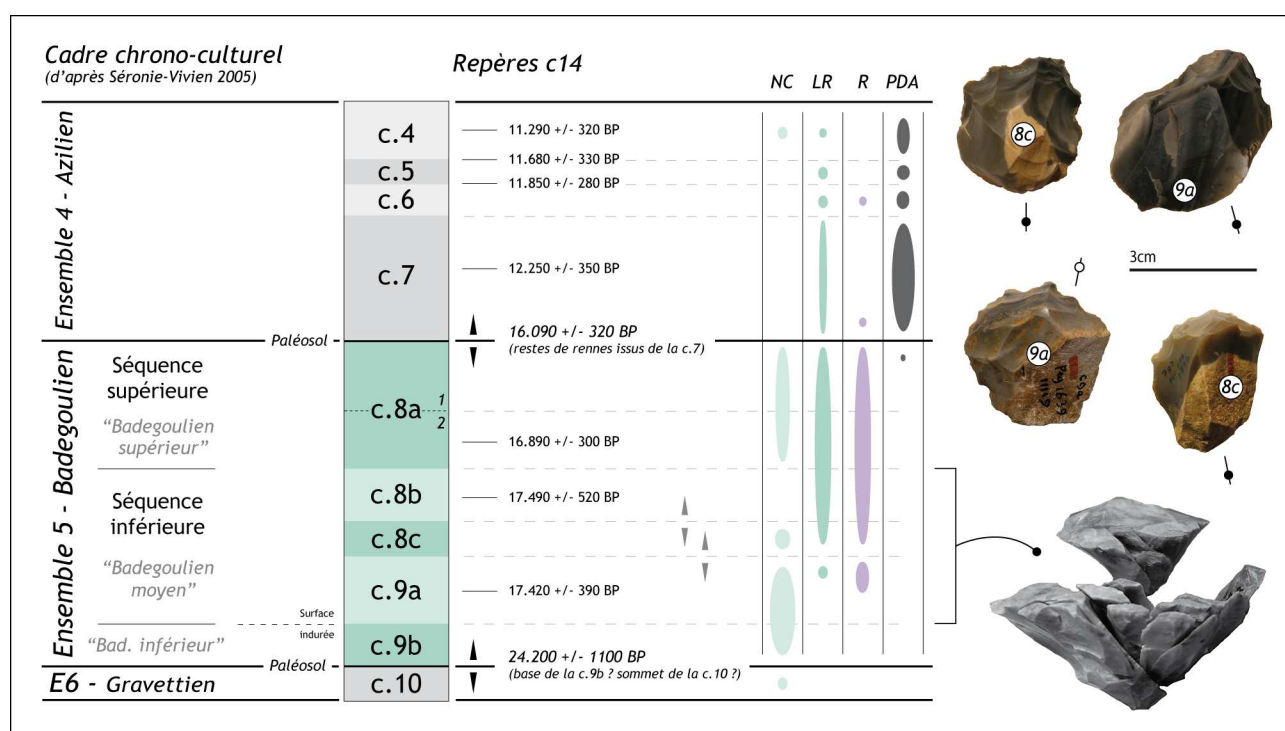 Cadre chrono-culturel
(d'après Séronie-Vivien 2005)
Repères c14
NC LR R PDA
Ensemble 4 - Azilien
c.4
11.290 +/- 320 BP
11.680 +/- 330 BP
c.5
11.850 +/- 280 BP
c.6
c.7
12.250 +/- 350 BP
Paléosol
16.090 +/- 320 BP
(restes de rennes issus de la c.7)
Ensemble 5 - Badegoulien
Séquence
supérieure
"Badegoulien
supérieur"
c.8a
1
2
16.890 +/- 300 BP
Séquence
inférieure
"Badegoulien
moyen"
c.8b
17.490 +/- 520 BP
c.8c
c.9a
17.420 +/- 390 BP
Surface
indurée
"Bad. inférieur"
c.9b
Paléosol
24.200 +/- 1100 BP
(base de la c.9b ? sommet de la c.10 ?)
E6 - Gravettien
c.10
8c
9a
3cm
9a
8c